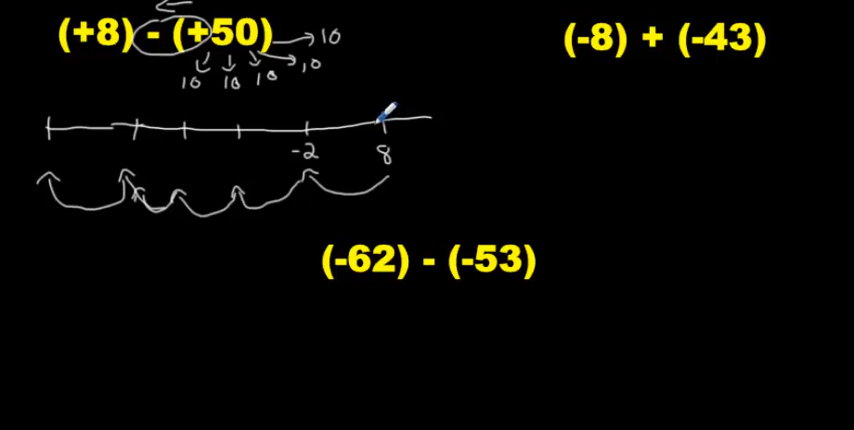 (+8) - (+50) 10
10 10 10 10
-2 8
(-8) + (-43)
(-62) - (-53)